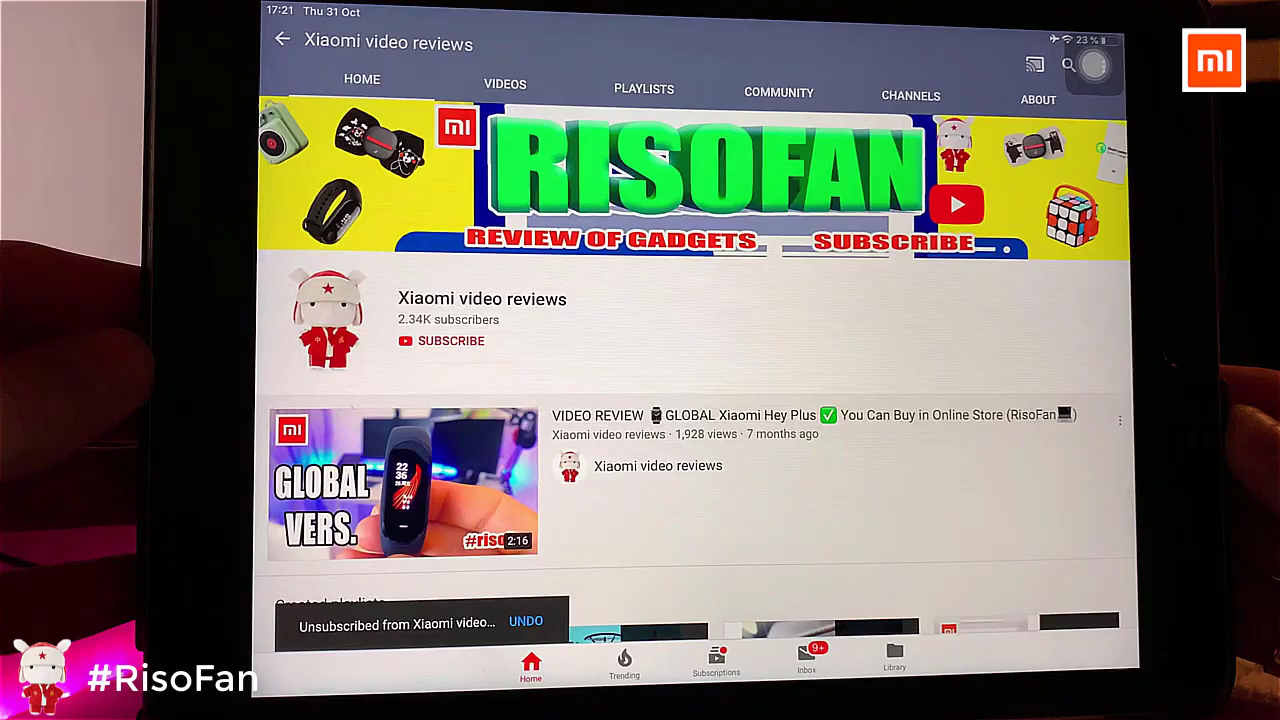 17:21 Thu 31 Oct
23 %
Xiaomi video reviews
HOME VIDEOS PLAYLISTS COMMUNITY CHANNELS ABOUT
mi
RISOFAN
REVIEW OF GADGETS SUBSCRIBE
Xiaomi video reviews
2.34K subscribers
SUBSCRIBE
mi
GLOBAL
VERS.
#riso
2:16
VIDEO REVIEW ⌚GLOBAL Xiaomi Hey Plus ✅ You Can Buy in Online Store (RisoFan💻)
Xiaomi video reviews · 1,928 views · 7 months ago
Xiaomi video reviews
Created playlists
Unsubscribed from Xiaomi video... UNDO
mi
9+
Home Trending Subscriptions Inbox Library
mi
#RisoFan